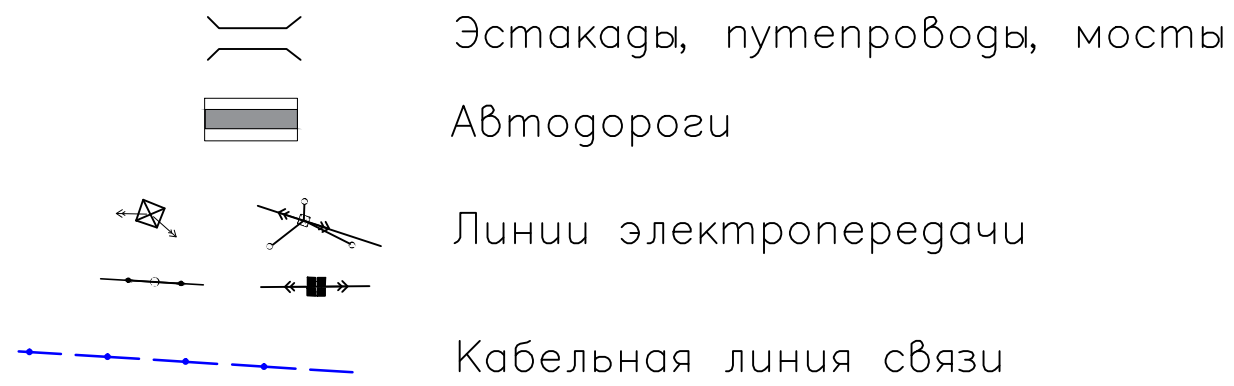 Эстакады, путепроводы, мосты
Автодороги
Линии электропередачи
Кабельная линия связи